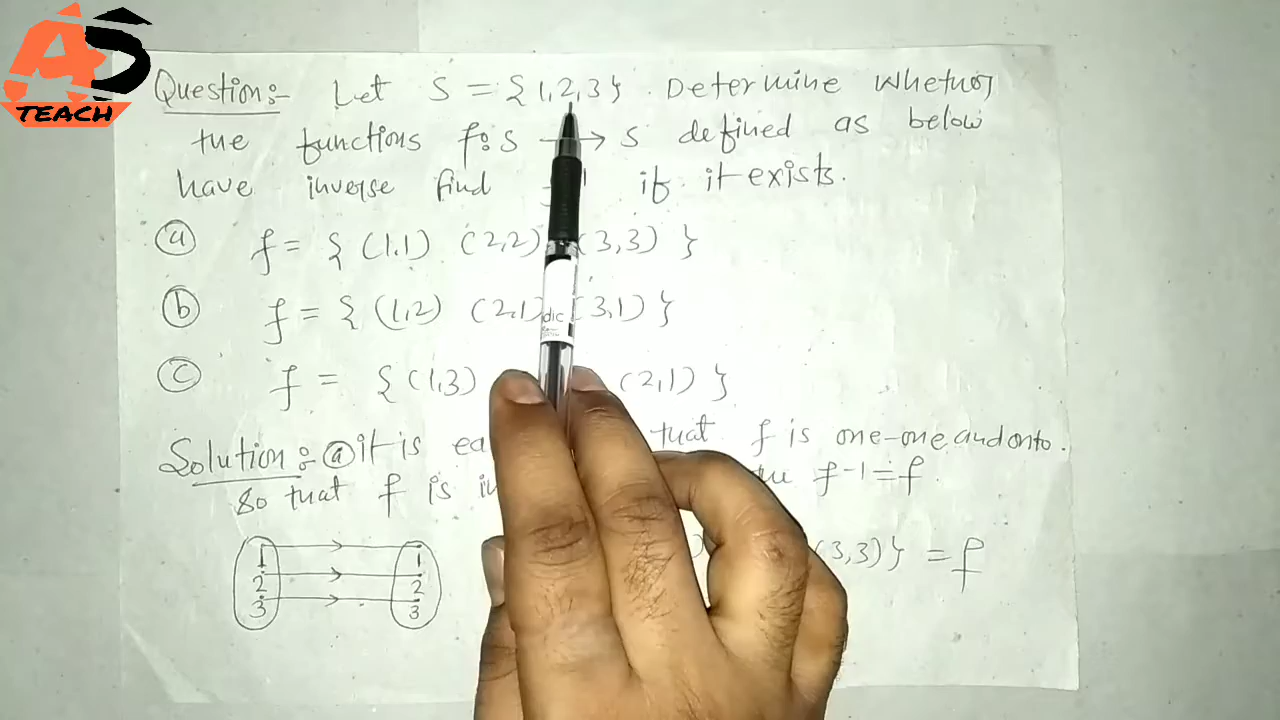 AS
TEACH
Question:- Let S = {1,2,3}. Determine whether
the functions f:S → S defined as below
have inverse find if it exists.
ⓐ f = { (1,1) (2,2) (3,3) }
ⓑ f = { (1,2) (2,1) (3,1) }
dic
ⓒ f = {(1,3) (2,1) }
Solution:- ⓐ it is that f is one-one and onto.
so that f is f-1 = f.
(3,3)} = f
1 1
2 2
3 3